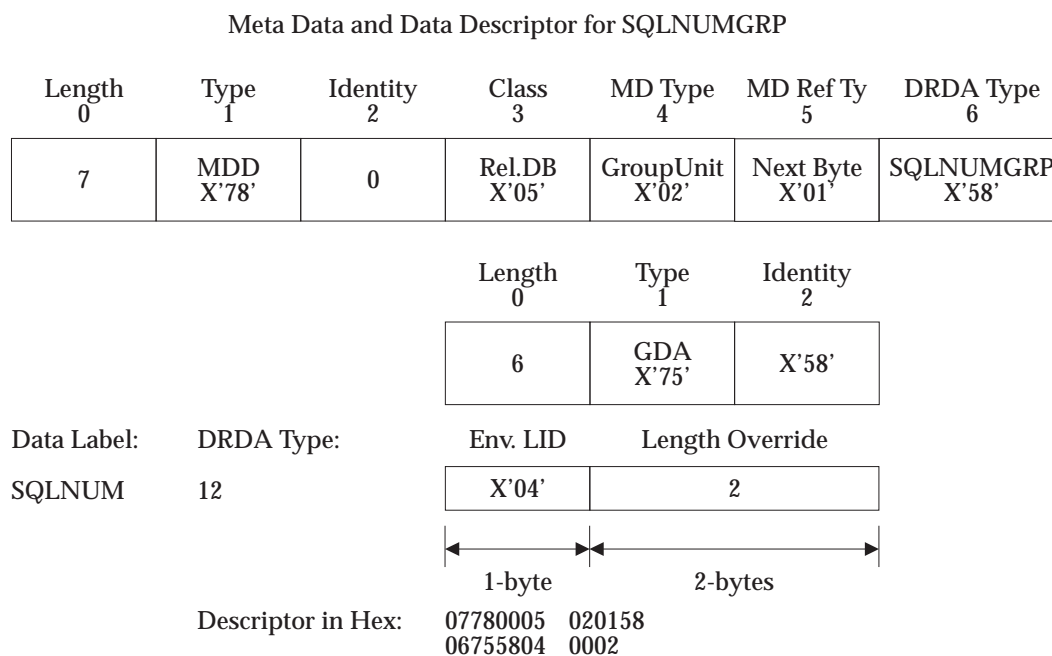 Meta Data and Data Descriptor for SQLNUMGRP
Length Type Identity Class MD Type MD Ref Ty DRDA Type
0 1 2 3 4 5 6
7 MDD X’78’ 0 Rel.DB X’05’ GroupUnit X’02’ Next Byte X’01’ SQLNUMGRP X’58’
Length Type Identity
0 1 2
6 GDA X’75’ X’58’
Data Label: DRDA Type: Env. LID Length Override
SQLNUM 12 X’04’ 2
1-byte 2-bytes
Descriptor in Hex: 07780005 020158
06755804 0002